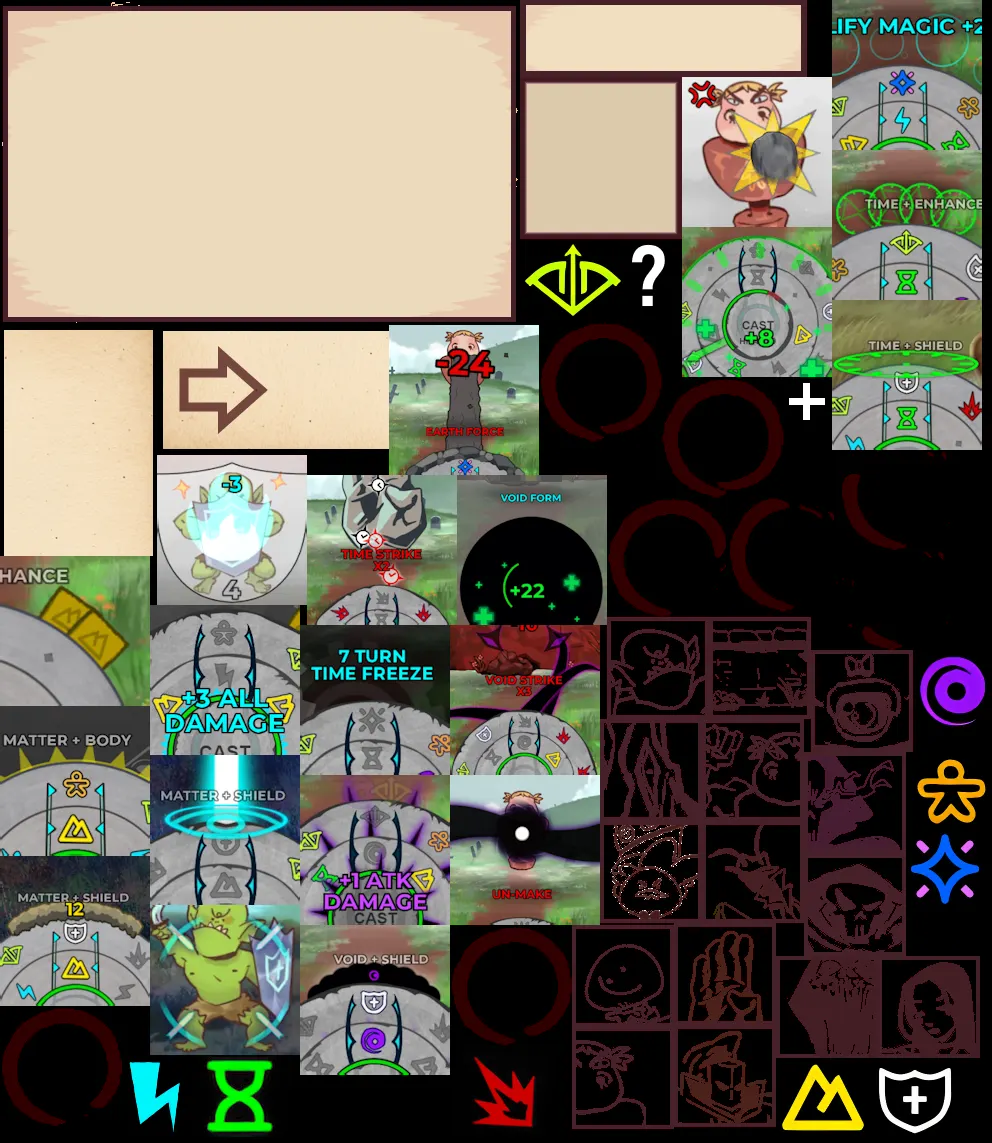 LIFY MAGIC +2
TIME + ENHANCE
?
CAST
+8
TIME + SHIELD
-24
EARTH FORCE
-3
4
TIME STRIKE
X2
VOID FORM
+22
HANCE
+3 ALL
DAMAGE
CAST
7 TURN
TIME FREEZE
VOID STRIKE
X3
MATTER + BODY
MATTER + SHIELD
+1 ATK
DAMAGE
CAST
UN-MAKE
MATTER + SHIELD
12
VOID + SHIELD